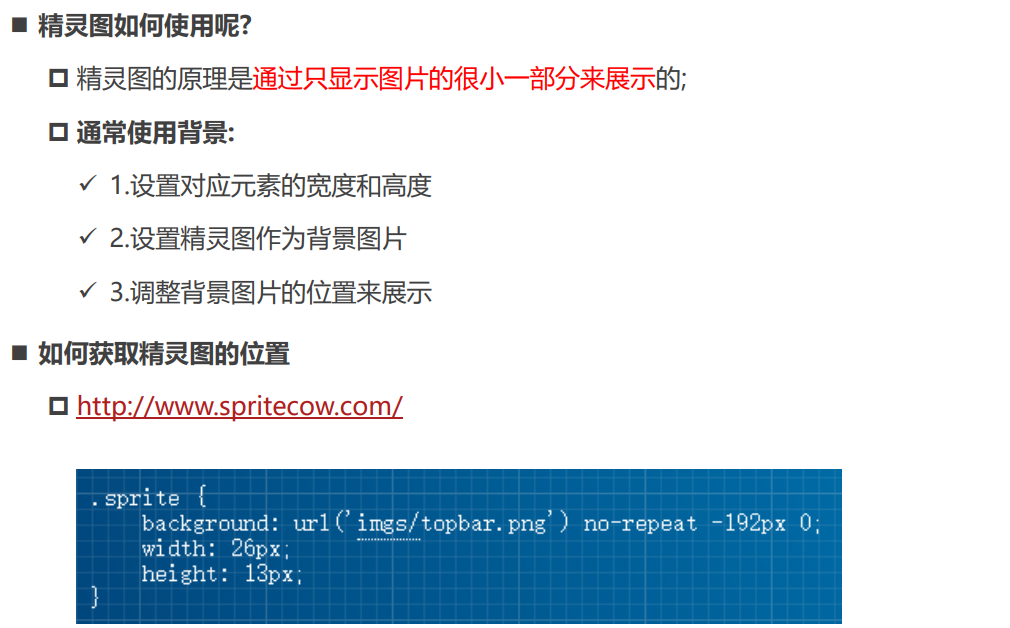 精灵图如何使用呢?
精灵图的原理是通过只显示图片的很小一部分来展示的;
通常使用背景:
1.设置对应元素的宽度和高度
2.设置精灵图作为背景图片
3.调整背景图片的位置来展示
如何获取精灵图的位置
http://www.spritecow.com/
.sprite {
background: url('imgs/topbar.png') no-repeat -192px 0;
width: 26px;
height: 13px;
}